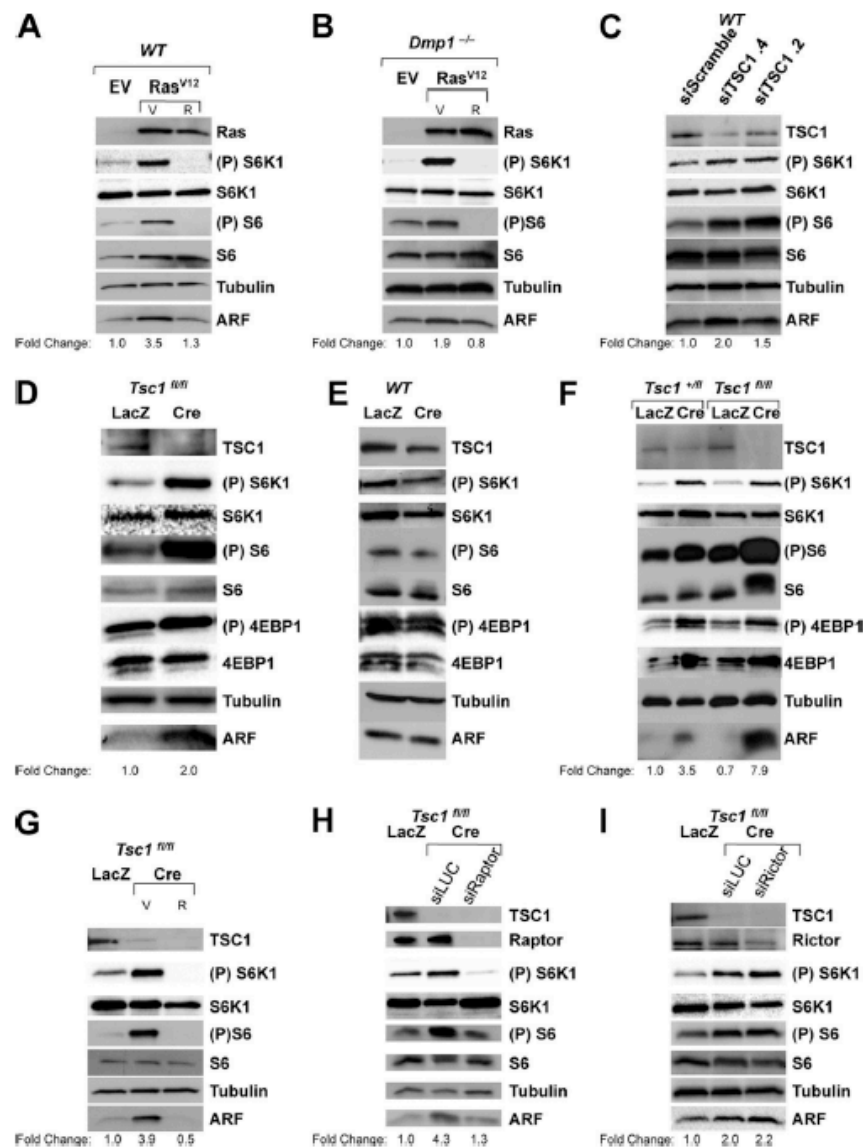 A
WT
EV RasV12
V R
Ras
(P) S6K1
S6K1
(P) S6
S6
Tubulin
ARF
Fold Change: 1.0 3.5 1.3
B
Dmp1 −/−
EV RasV12
V R
Ras
(P) S6K1
S6K1
(P)S6
S6
Tubulin
ARF
Fold Change: 1.0 1.9 0.8
C
WT
siScramble siTSC1 .4 siTSC1 .2
TSC1
(P) S6K1
S6K1
(P) S6
S6
Tubulin
ARF
Fold Change: 1.0 2.0 1.5
D
Tsc1 fl/fl
LacZ Cre
TSC1
(P) S6K1
S6K1
(P) S6
S6
(P) 4EBP1
4EBP1
Tubulin
ARF
Fold Change: 1.0 2.0
E
WT
LacZ Cre
TSC1
(P) S6K1
S6K1
(P) S6
S6
(P) 4EBP1
4EBP1
Tubulin
ARF
F
Tsc1 +/fl Tsc1 fl/fl
LacZ Cre LacZ Cre
TSC1
(P) S6K1
S6K1
(P)S6
S6
(P) 4EBP1
4EBP1
Tubulin
ARF
Fold Change: 1.0 3.5 0.7 7.9
G
Tsc1 fl/fl
LacZ Cre
V R
TSC1
(P) S6K1
S6K1
(P)S6
S6
Tubulin
ARF
Fold Change: 1.0 3.9 0.5
H
Tsc1 fl/fl
LacZ Cre
siLUC siRaptor
TSC1
Raptor
(P) S6K1
S6K1
(P) S6
S6
Tubulin
ARF
Fold Change: 1.0 4.3 1.3
I
Tsc1 fl/fl
LacZ Cre
siLUC siRictor
TSC1
Rictor
(P) S6K1
S6K1
(P) S6
S6
Tubulin
ARF
Fold Change: 1.0 2.0 2.2